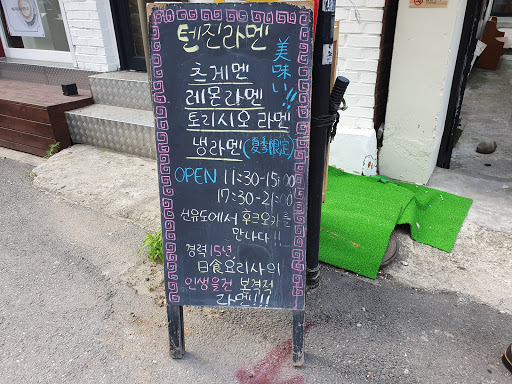 텐진라멘
美味い!!
츠케멘
레몬라멘
토리시오 라멘
냉라멘(夏季限定)
OPEN 11:30-15:00
17:30-21:00
선유도에서 후쿠오카를
만나다!!
경력15년,
日食요리사의
인생을건 본격적
라멘!!!